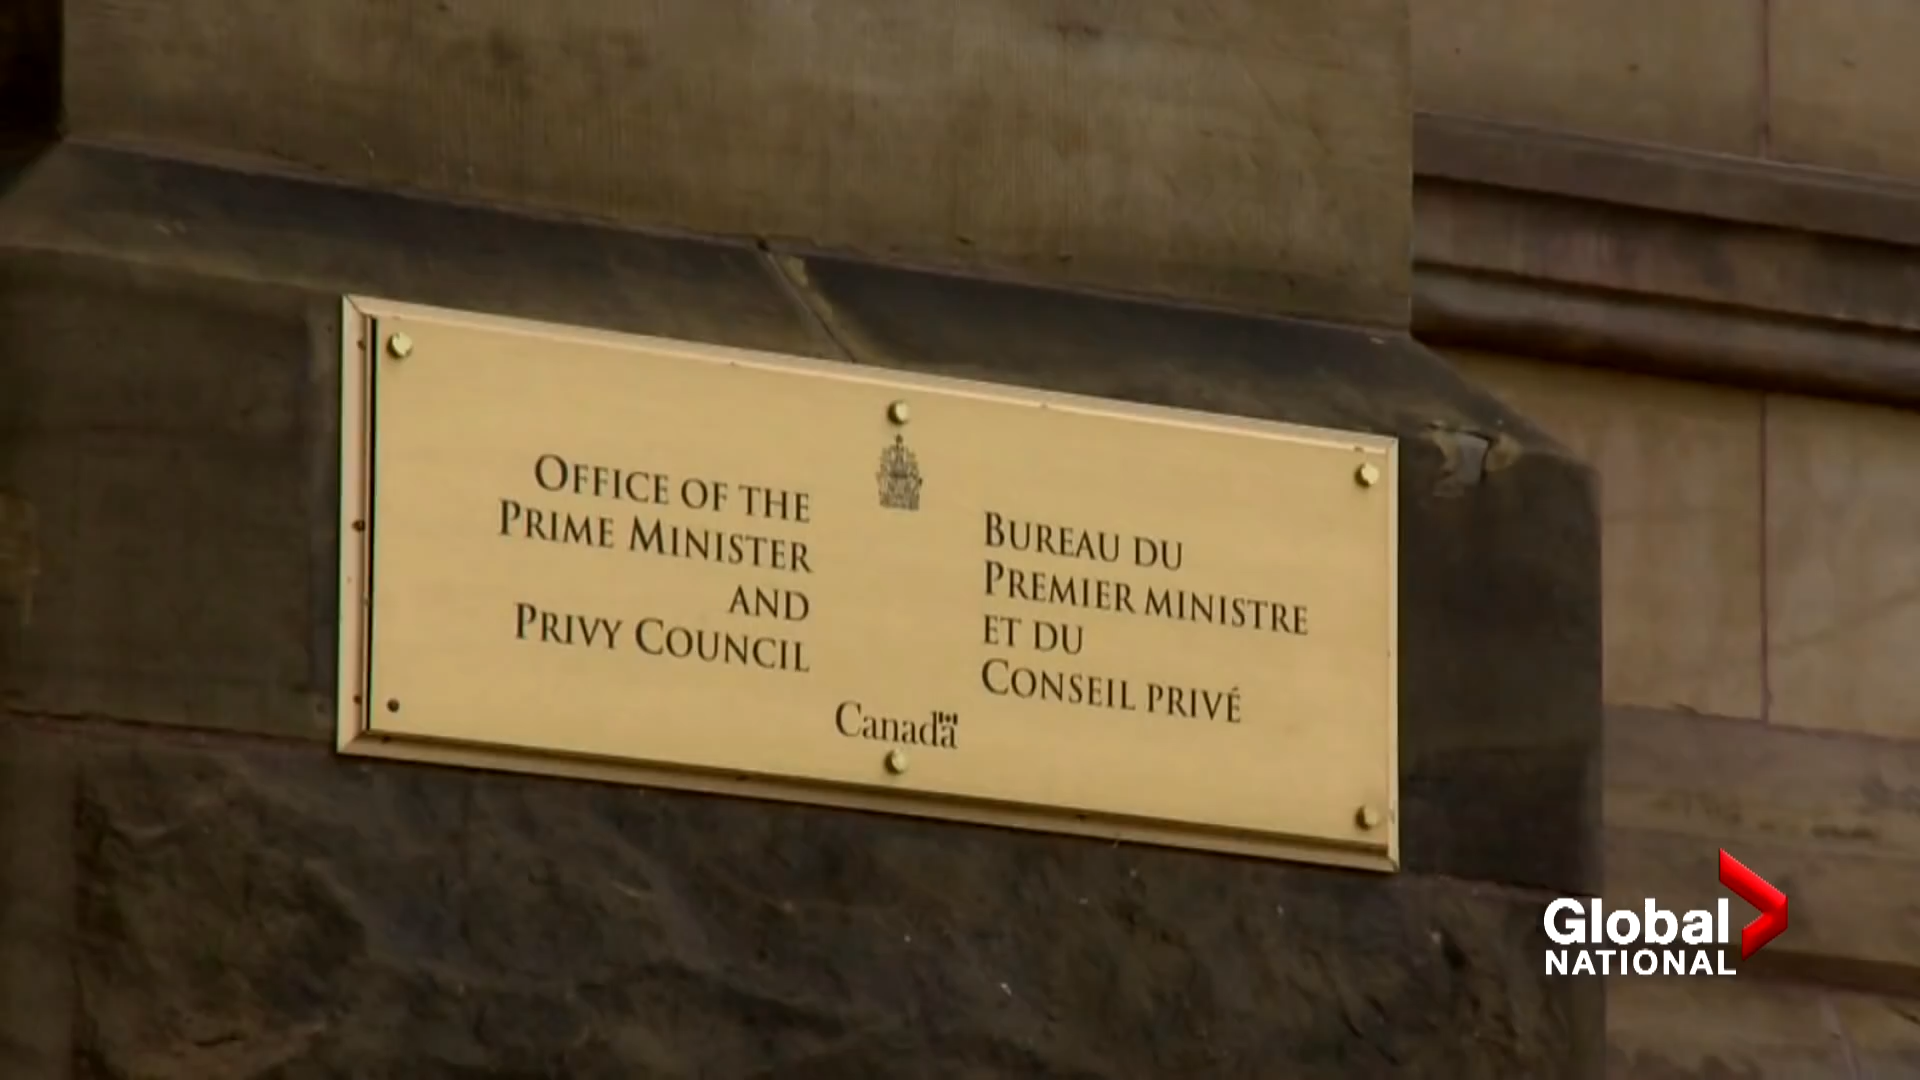 OFFICE OF THE
PRIME MINISTER
AND
PRIVY COUNCIL
BUREAU DU
PREMIER MINISTRE
ET DU
CONSEIL PRIVÉ
Canada
Global
NATIONAL